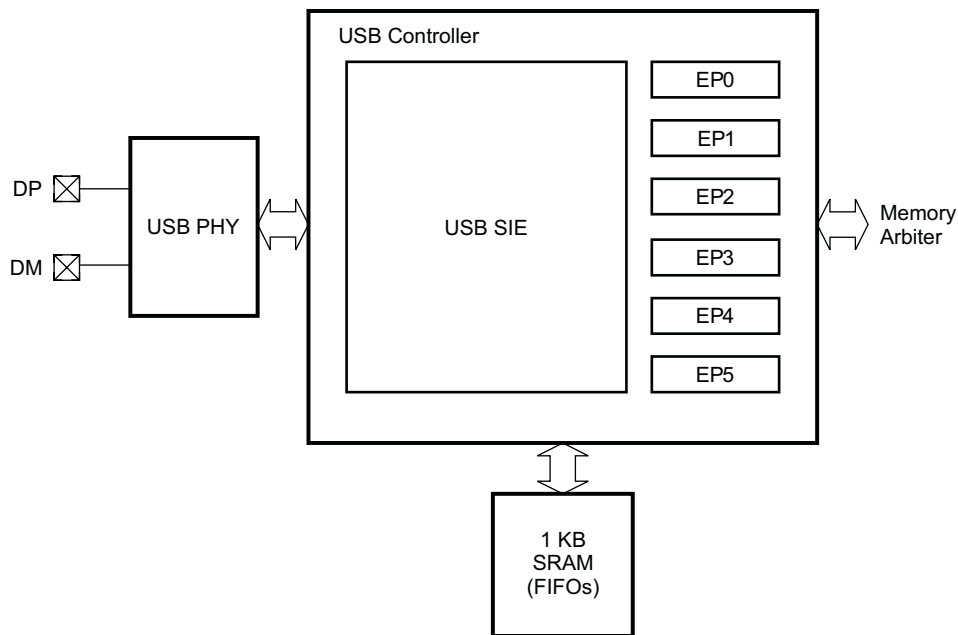 USB Controller
EP0
EP1
DP
EP2
USB PHY
USB SIE
Memory
Arbiter
DM
EP3
EP4
EP5
1 KB
SRAM
(FIFOs)